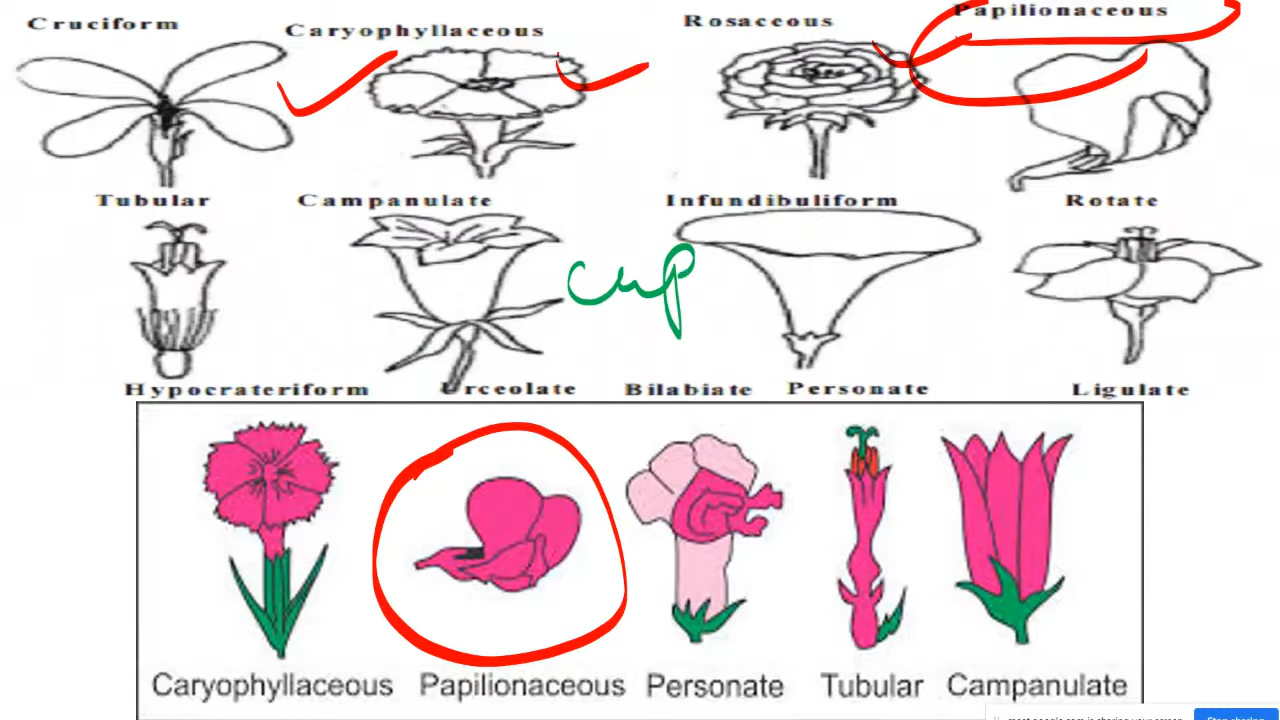 Cruciform
Caryophyllaceous
Rosaceous
Papilionaceous
Tubular
Campanulate
Infundibuliform
Rotate
cup
Hypocrateriform
Urceolate
Bilabiate
Personate
Ligulate
Caryophyllaceous
Papilionaceous
Personate
Tubular
Campanulate